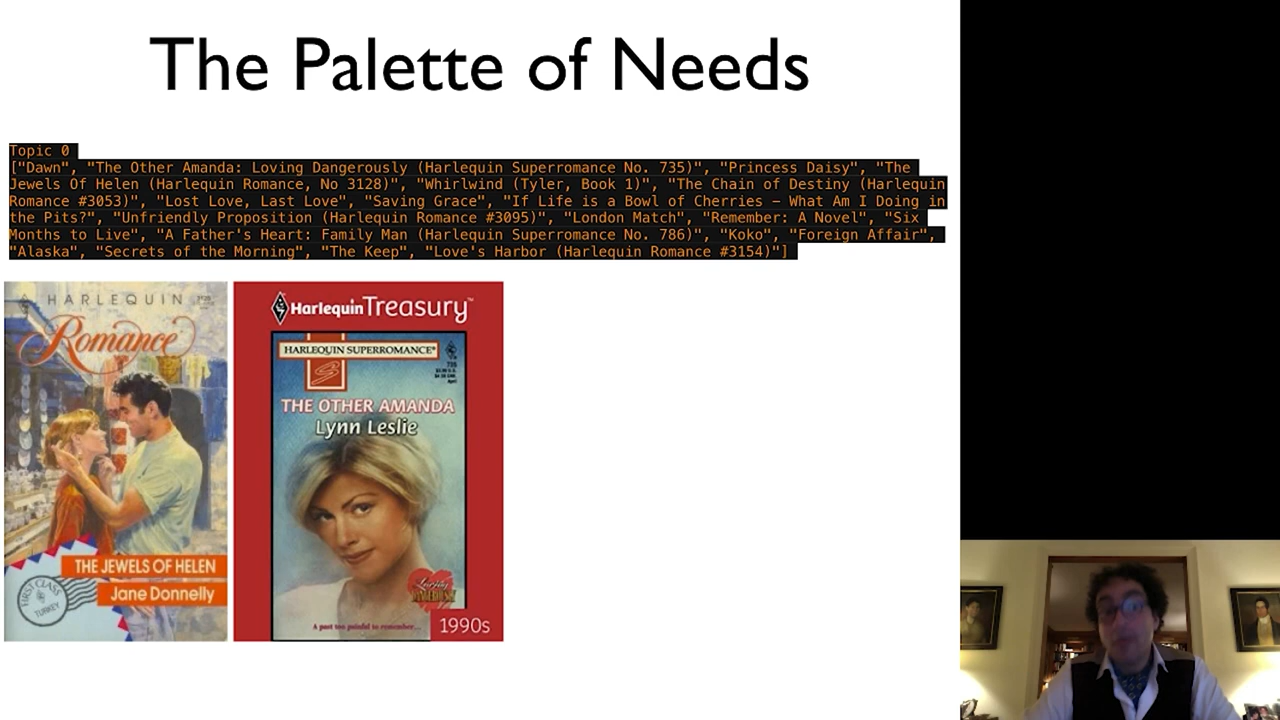 The Palette of Needs
Topic 0
["Dawn", "The Other Amanda: Loving Dangerously (Harlequin Superromance No. 735)", "Princess Daisy", "The
Jewels Of Helen (Harlequin Romance, No 3128)", "Whirlwind (Tyler, Book 1)", "The Chain of Destiny (Harlequin
Romance #3053)", "Lost Love, Last Love", "Saving Grace", "If Life is a Bowl of Cherries – What Am I Doing in
the Pits?", "Unfriendly Proposition (Harlequin Romance #3095)", "London Match", "Remember: A Novel", "Six
Months to Live", "A Father's Heart: Family Man (Harlequin Superromance No. 786)", "Koko", "Foreign Affair",
"Alaska", "Secrets of the Morning", "The Keep", "Love's Harbor (Harlequin Romance #3154)"]
HARLEQUIN
Romance
THE JEWELS OF HELEN
Jane Donnelly
FIRST CLASS
TURKEY
HarlequinTreasury™
HARLEQUIN SUPERROMANCE®
THE OTHER AMANDA
Lynn Leslie
A past too painful to remember...
1990s